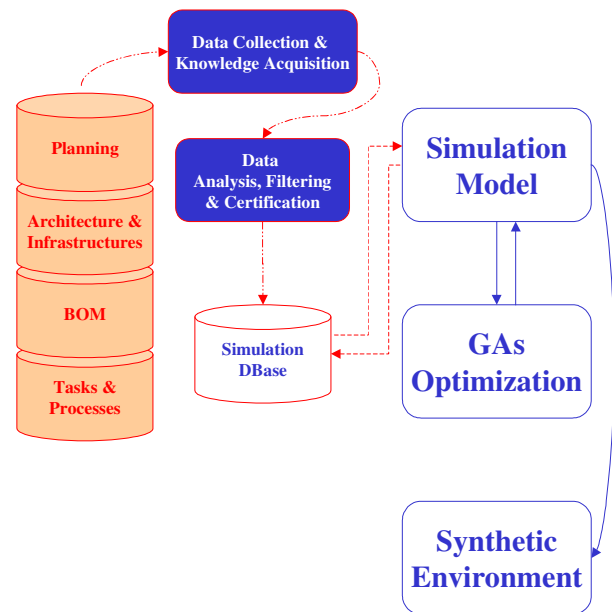 Data Collection &
Knowledge Acquisition
Planning
Architecture &
Infrastructures
BOM
Tasks &
Processes
Data
Analysis, Filtering
& Certification
Simulation
DBase
Simulation
Model
GAs
Optimization
Synthetic
Environment